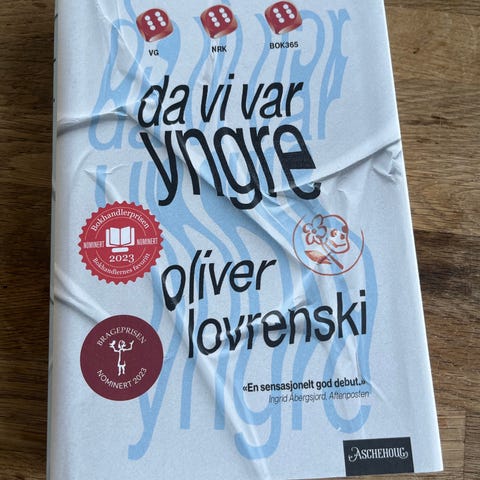 VG
NRK
BOK365
da vi var
yngre
Bokhandlerprisen
NOMINERT NOMINERT
2023
Bokhandlernes favoritt
oliver
lovrenski
BRAGEPRISEN
NOMINERT 2023
«En sensasjonelt god debut.»
Ingrid Åbergsjord, Aftenposten
ASCHEHOUG